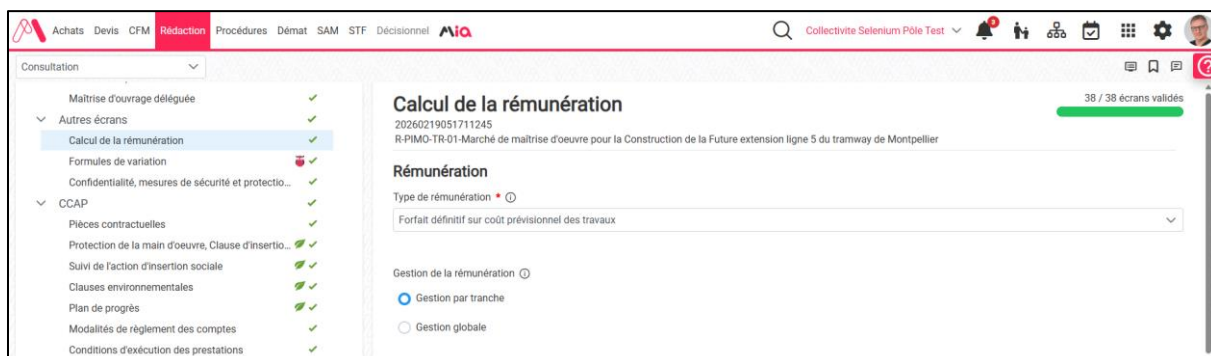 Achats Devis CFM Rédaction Procédures Démat SAM STF Décisionnel Mia
Collectivite Selenium Pôle Test
3
Consultation
Maîtrise d'ouvrage déléguée
Autres écrans
Calcul de la rémunération
Formules de variation
Confidentialité, mesures de sécurité et protectio...
CCAP
Pièces contractuelles
Protection de la main d'oeuvre, Clause d'insertio...
Suivi de l'action d'insertion sociale
Clauses environnementales
Plan de progrès
Modalités de règlement des comptes
Conditions d'exécution des prestations
Calcul de la rémunération
38 / 38 écrans validés
20260219051711245
R-PIMO-TR-01-Marché de maîtrise d'oeuvre pour la Construction de la Future extension ligne 5 du tramway de Montpellier
Rémunération
Type de rémunération *
Forfait définitif sur coût prévisionnel des travaux
Gestion de la rémunération
Gestion par tranche
Gestion globale